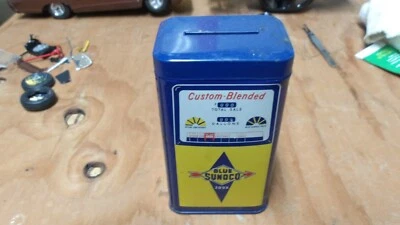 Custom-Blended
TOTAL SALE
GALLONS
BLUE
SUNOCO